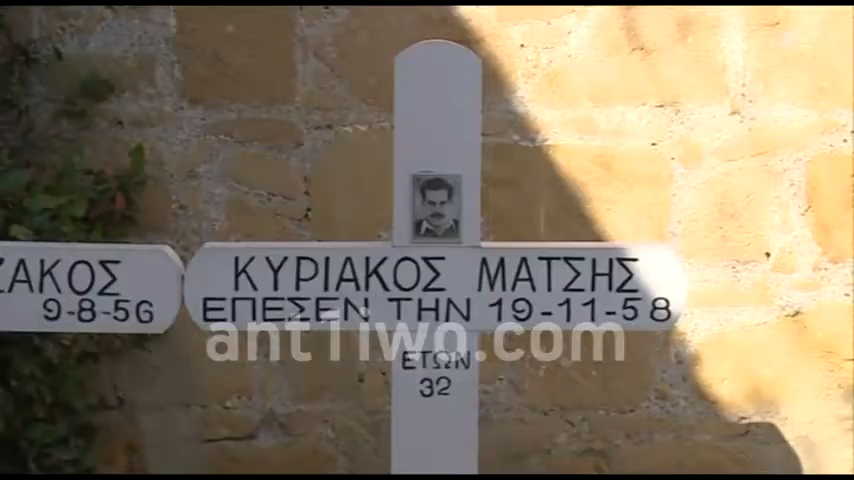 ΖΑΚΟΣ
9-8-56
ΚΥΡΙΑΚΟΣ ΜΑΤΣΗΣ
ΕΠΕΣΕΝ ΤΗΝ 19-11-58
ant1iwo.com
ΕΤΩΝ
32